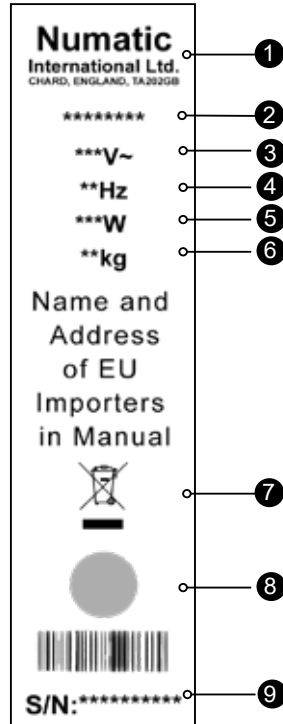 Numatic
International Ltd.
CHARD, ENGLAND, TA202GB
********
***V~
**Hz
***W
**kg
Name and
Address
of EU
Importers
in Manual
S/N:**********
1
2
3
4
5
6
7
8
9